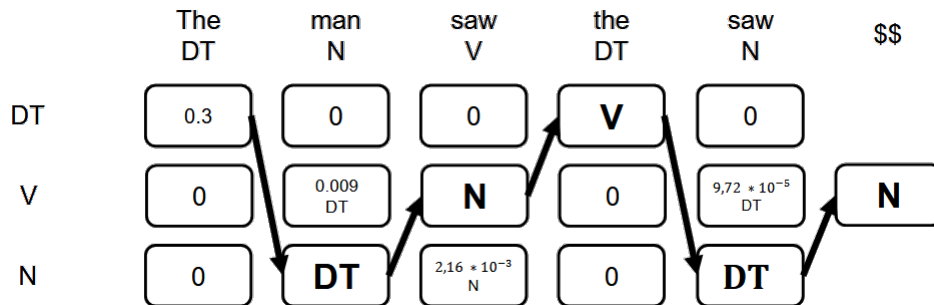 The man saw the saw $$
DT N V DT N
DT 0.3 0 0 V 0
V 0 0.009 N 0 9,72 * 10⁻⁵ N
DT DT
N 0 DT 2,16 * 10⁻³ 0 DT
N